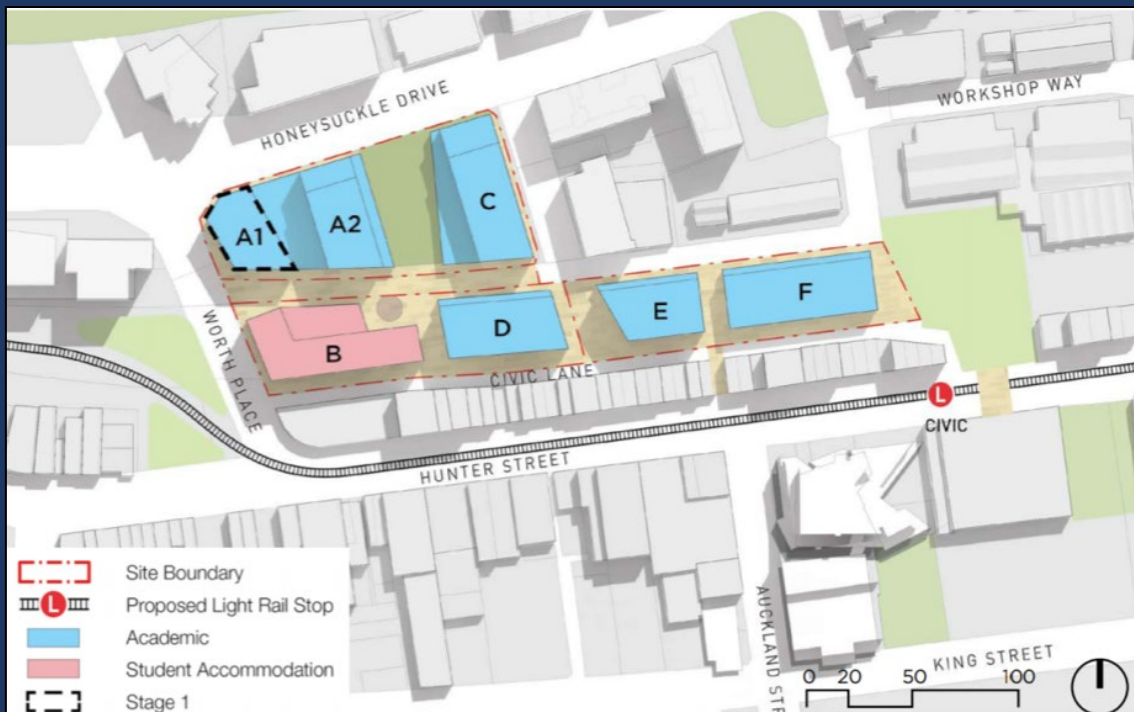 HONEYSUCKLE DRIVE
WORKSHOP WAY
C
A2
A1
F
E
D
B
WORTH PLACE
CIVIC LANE
L
CIVIC
HUNTER STREET
AUCKLAND STR
KING STREET
Site Boundary
L Proposed Light Rail Stop
Academic
Student Accommodation
Stage 1
0 20 50 100